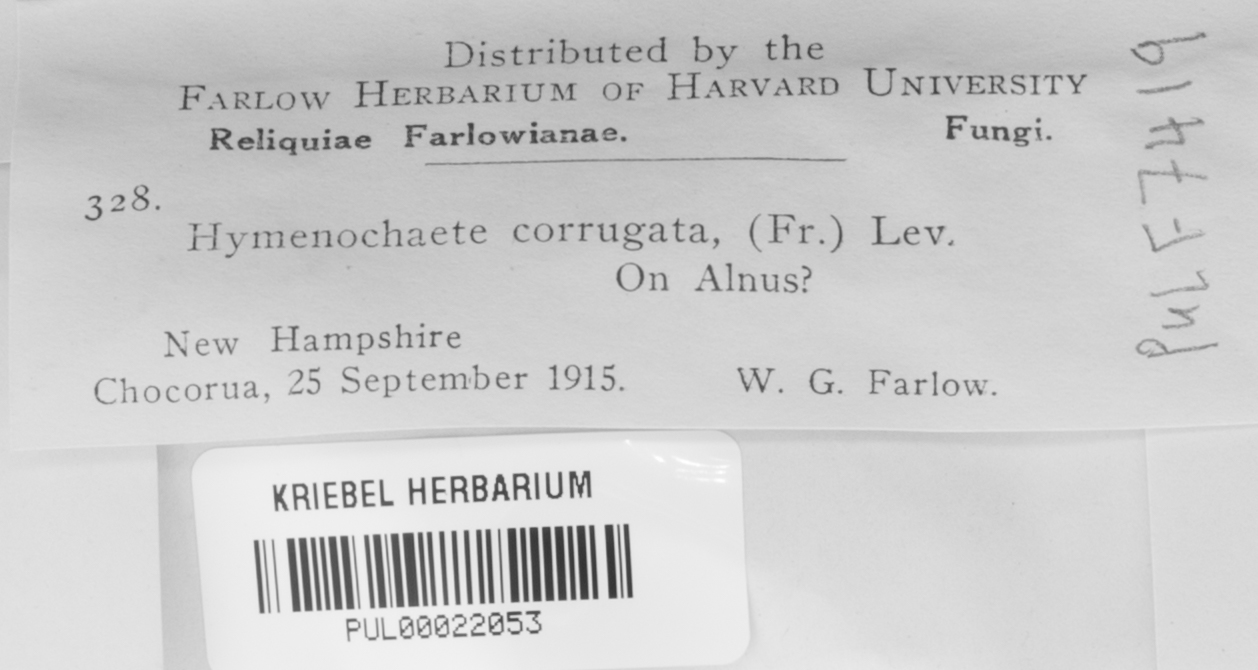 Distributed by the
FARLOW HERBARIUM OF HARVARD UNIVERSITY
Reliquiae Farlowianae. Fungi.
328.
Hymenochaete corrugata, (Fr.) Lev.
On Alnus?
New Hampshire
Chocorua, 25 September 1915. W. G. Farlow.
KRIEBEL HERBARIUM
PUL00022053